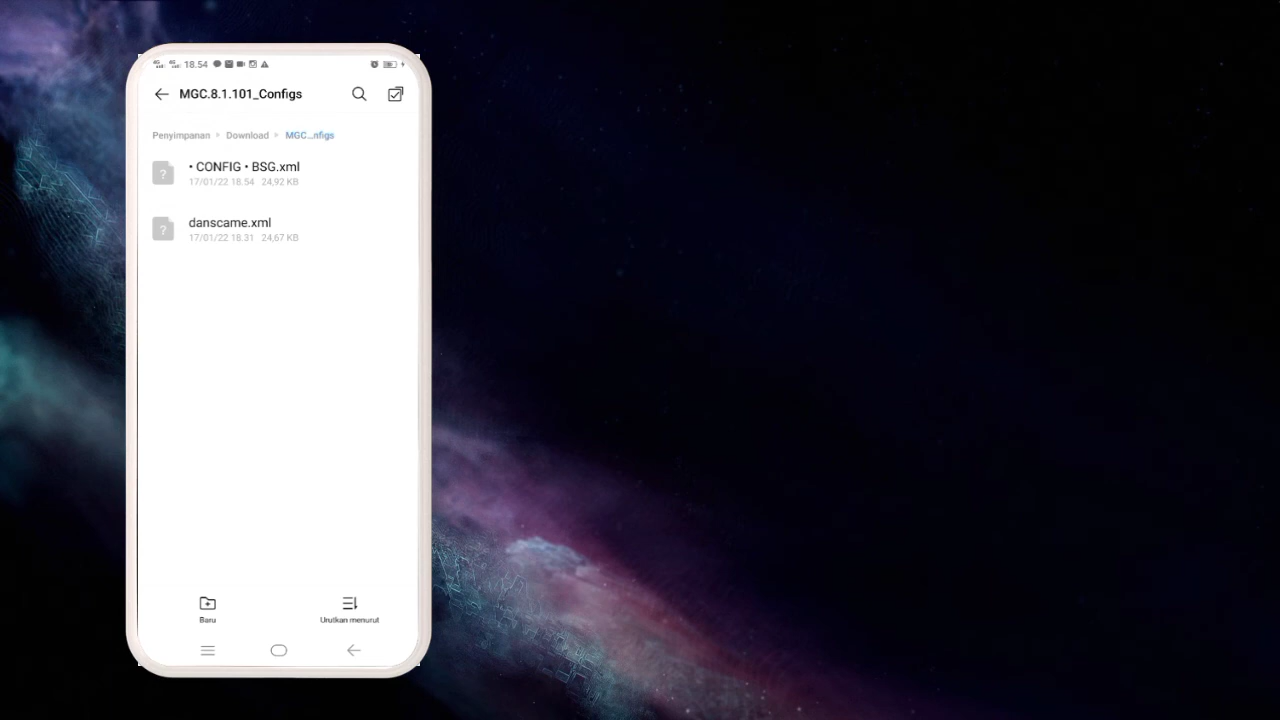 18.54
MGC.8.1.101_Configs
Penyimpanan > Download > MGC...nfigs
• CONFIG • BSG.xml
17/01/22 18.54 24,92 KB
danscame.xml
17/01/22 18.31 24,67 KB
Baru
Urutkan menurut